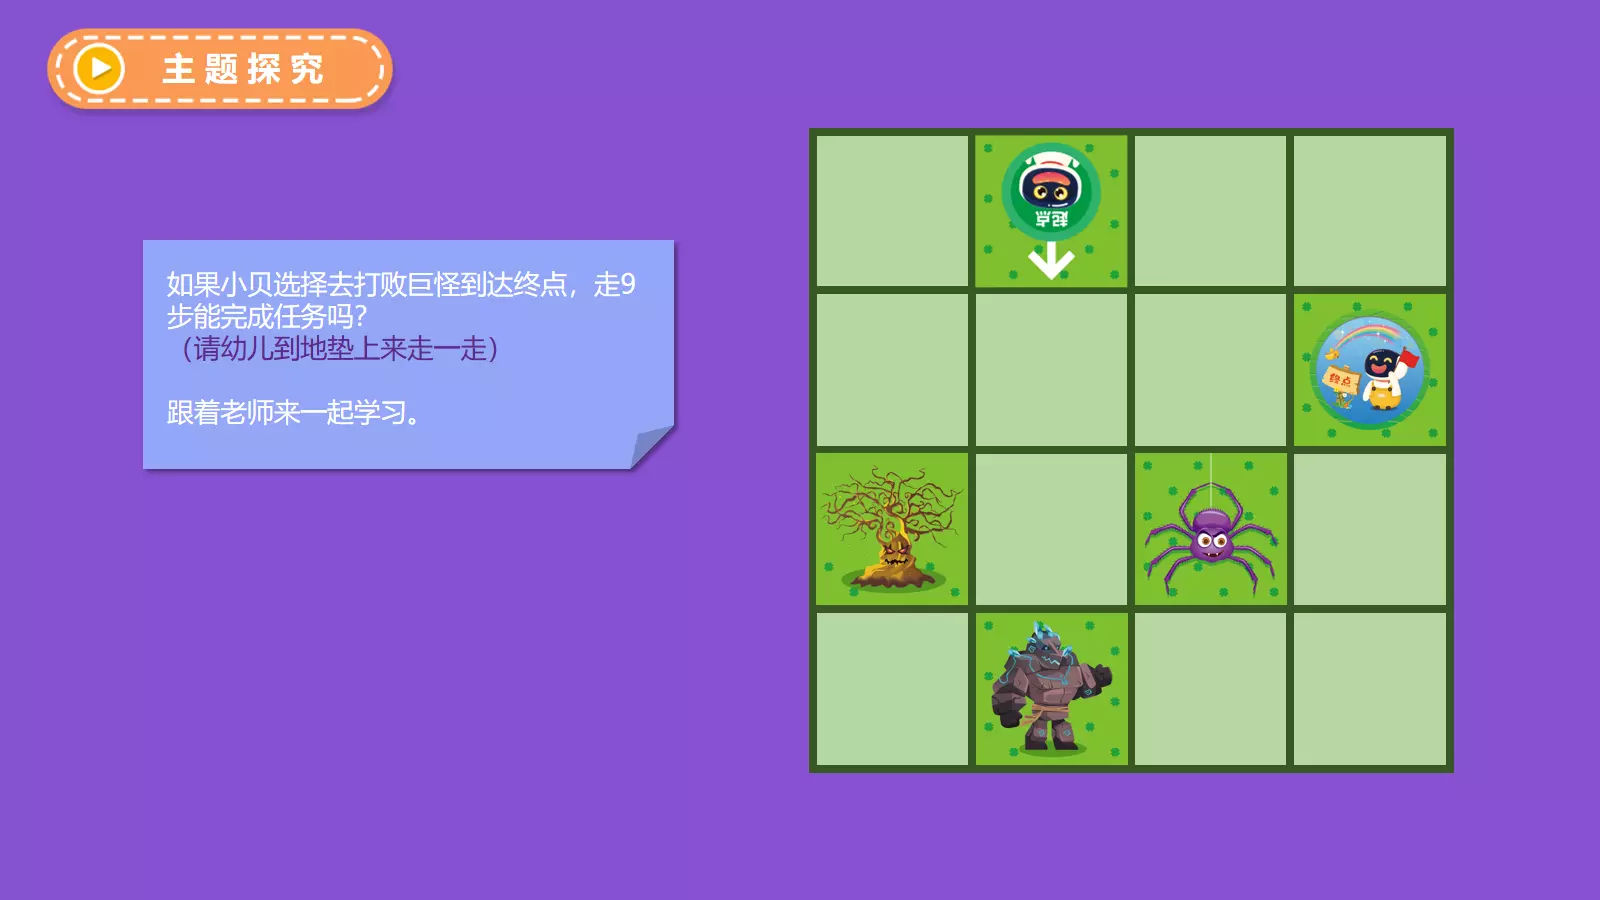 主题探究
如果小贝选择去打败巨怪到达终点，走9
步能完成任务吗？
（请幼儿到地垫上来走一走）
跟着老师来一起学习。
起点
终点